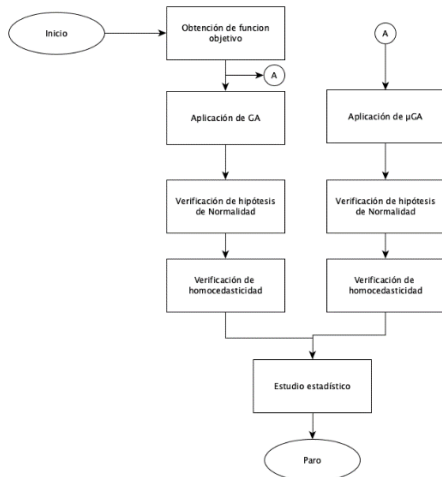 Inicio
Obtención de funcion
objetivo
A
Aplicación de GA
Verificación de hipótesis
de Normalidad
Verificación de
homocedasticidad
A
Aplicación de μGA
Verificación de hipótesis
de Normalidad
Verificación de
homocedasticidad
Estudio estadístico
Paro